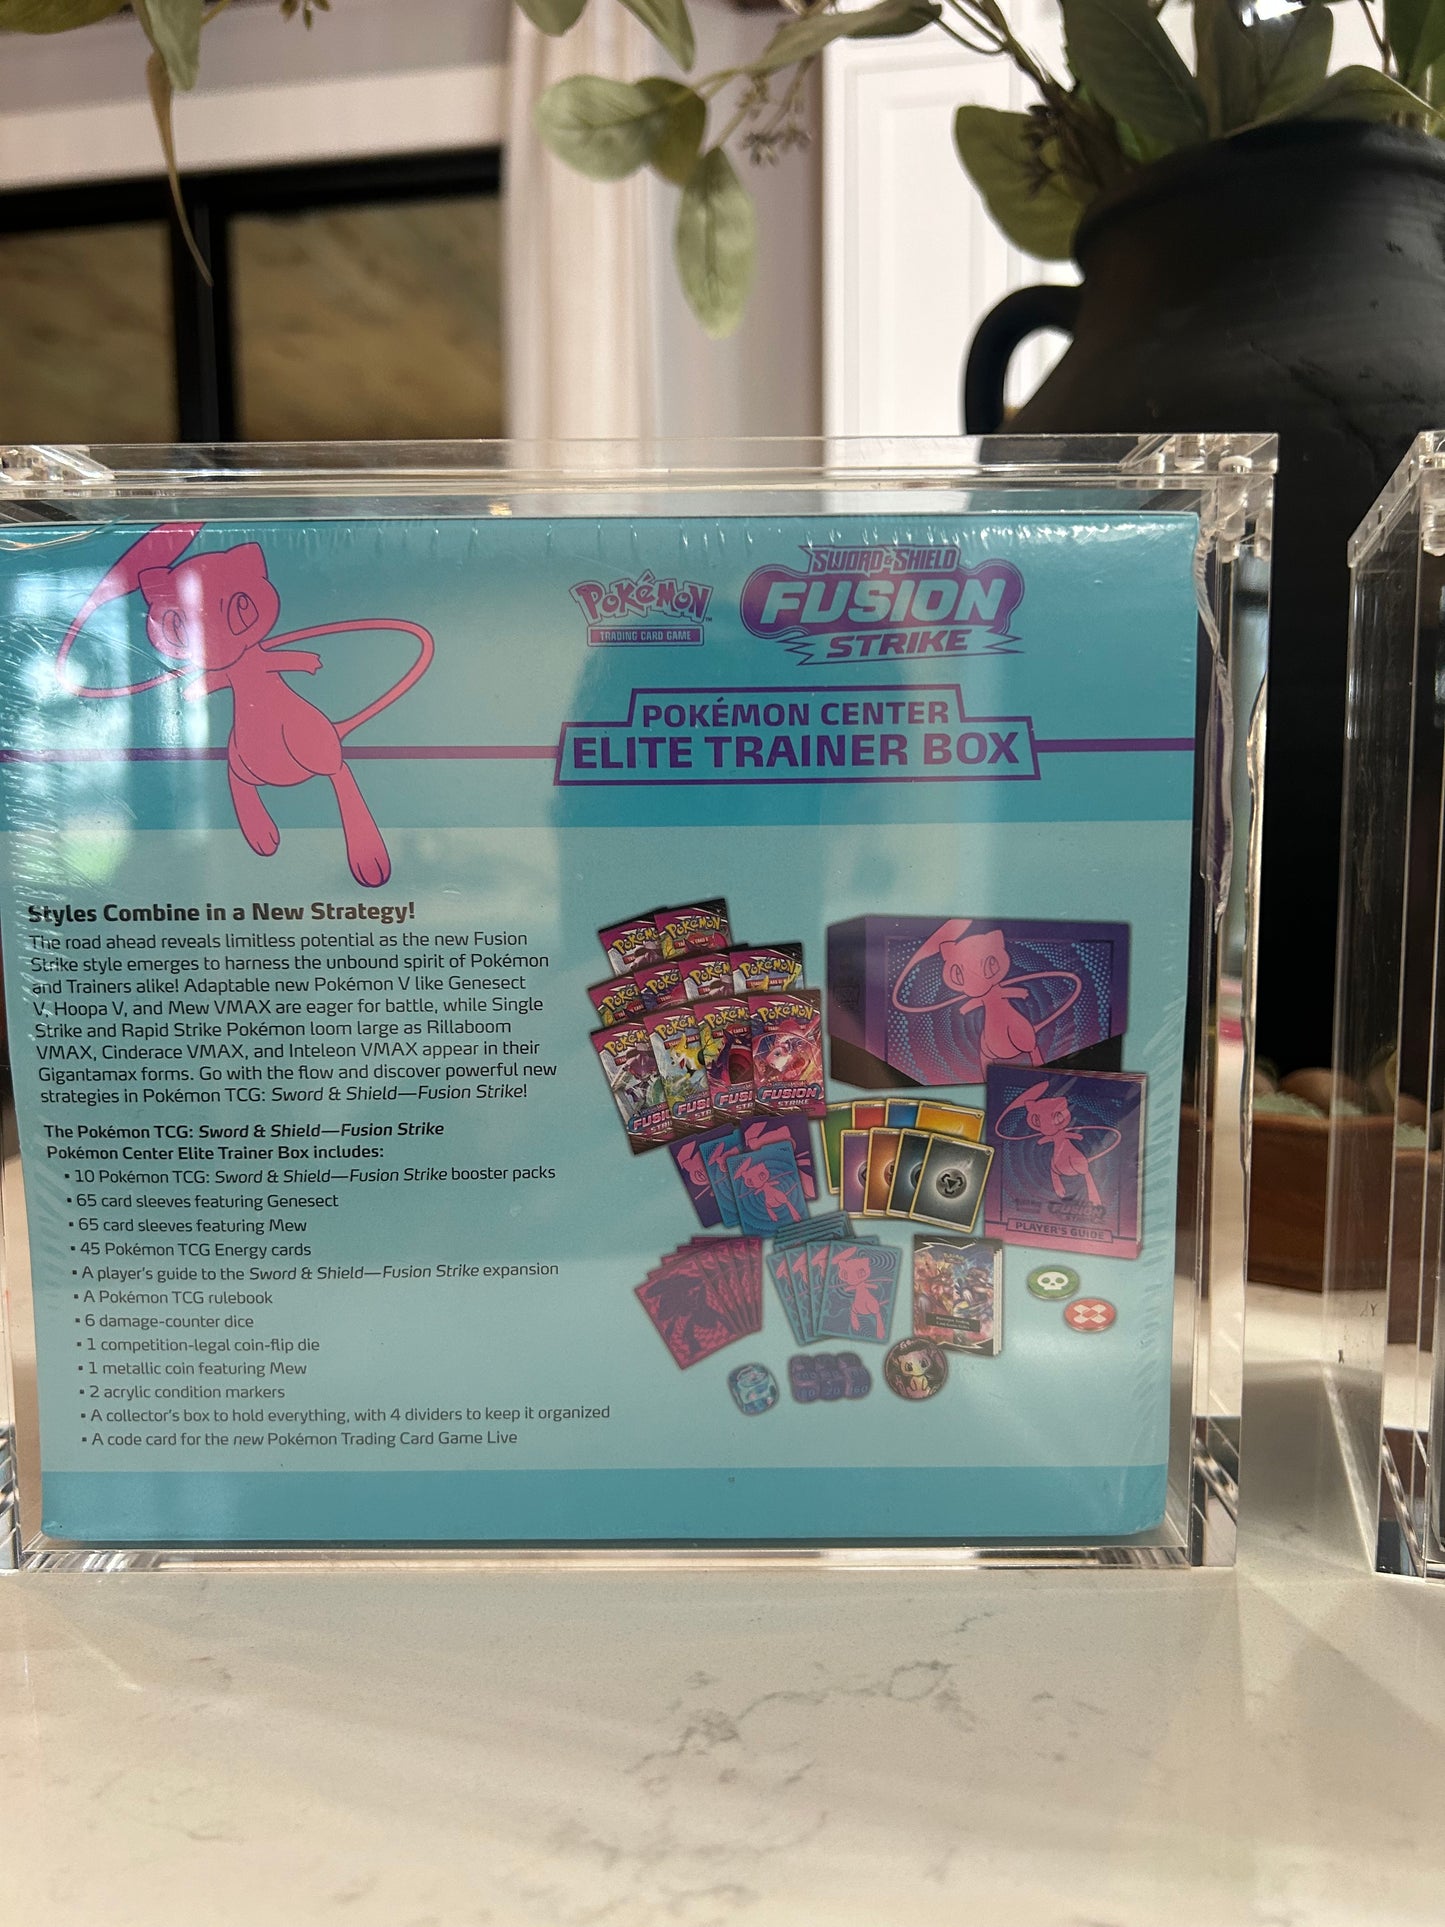 Pokémon
TRADING CARD GAME
SWORD & SHIELD
FUSION
STRIKE
POKÉMON CENTER
ELITE TRAINER BOX
Styles Combine in a New Strategy!
The road ahead reveals limitless potential as the new Fusion
Strike style emerges to harness the unbound spirit of Pokémon
and Trainers alike! Adaptable new Pokémon V like Genesect
V, Hoopa V, and Mew VMAX are eager for battle, while Single
Strike and Rapid Strike Pokémon loom large as Rillaboom
VMAX, Cinderace VMAX, and Inteleon VMAX appear in their
Gigantamax forms. Go with the flow and discover powerful new
strategies in Pokémon TCG: Sword & Shield—Fusion Strike!
The Pokémon TCG: Sword & Shield—Fusion Strike
Pokémon Center Elite Trainer Box includes:
▪ 10 Pokémon TCG: Sword & Shield—Fusion Strike booster packs
▪ 65 card sleeves featuring Genesect
▪ 65 card sleeves featuring Mew
▪ 45 Pokémon TCG Energy cards
▪ A player's guide to the Sword & Shield—Fusion Strike expansion
▪ A Pokémon TCG rulebook
▪ 6 damage-counter dice
▪ 1 competition-legal coin-flip die
▪ 1 metallic coin featuring Mew
▪ 2 acrylic condition markers
▪ A collector's box to hold everything, with 4 dividers to keep it organized
▪ A code card for the new Pokémon Trading Card Game Live
POKÉMON
POKÉMON
POKÉMON
FUSION
STRIKE
FUSION
PLAYER'S GUIDE